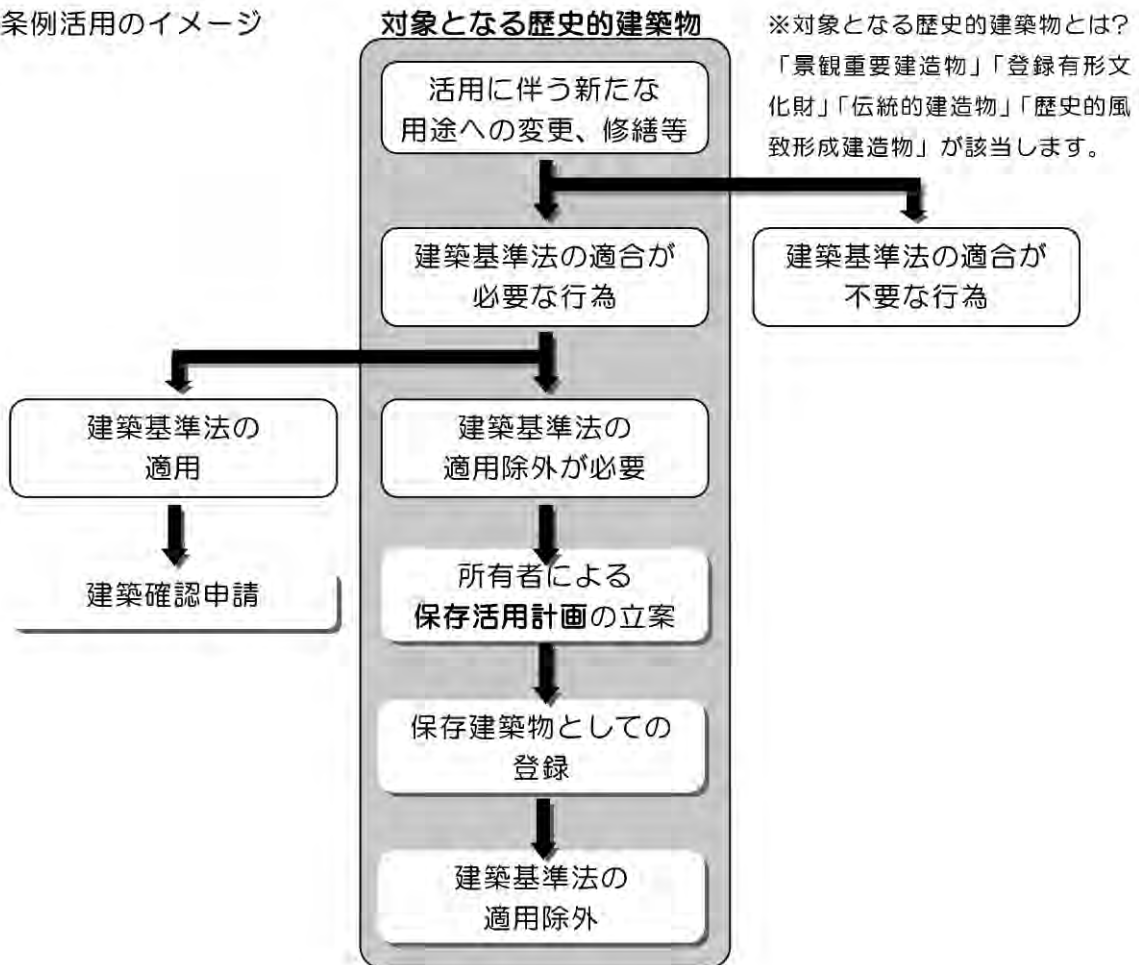 条例活用のイメージ
対象となる歴史的建築物
※対象となる歴史的建築物とは?
「景観重要建造物」「登録有形文
化財」「伝統的建造物」「歴史的風
致形成建造物」が該当します。
活用に伴う新たな
用途への変更、修繕等
建築基準法の適合が
必要な行為
建築基準法の適合が
不要な行為
建築基準法の
適用
建築基準法の
適用除外が必要
建築確認申請
所有者による
保存活用計画の立案
保存建築物としての
登録
建築基準法の
適用除外